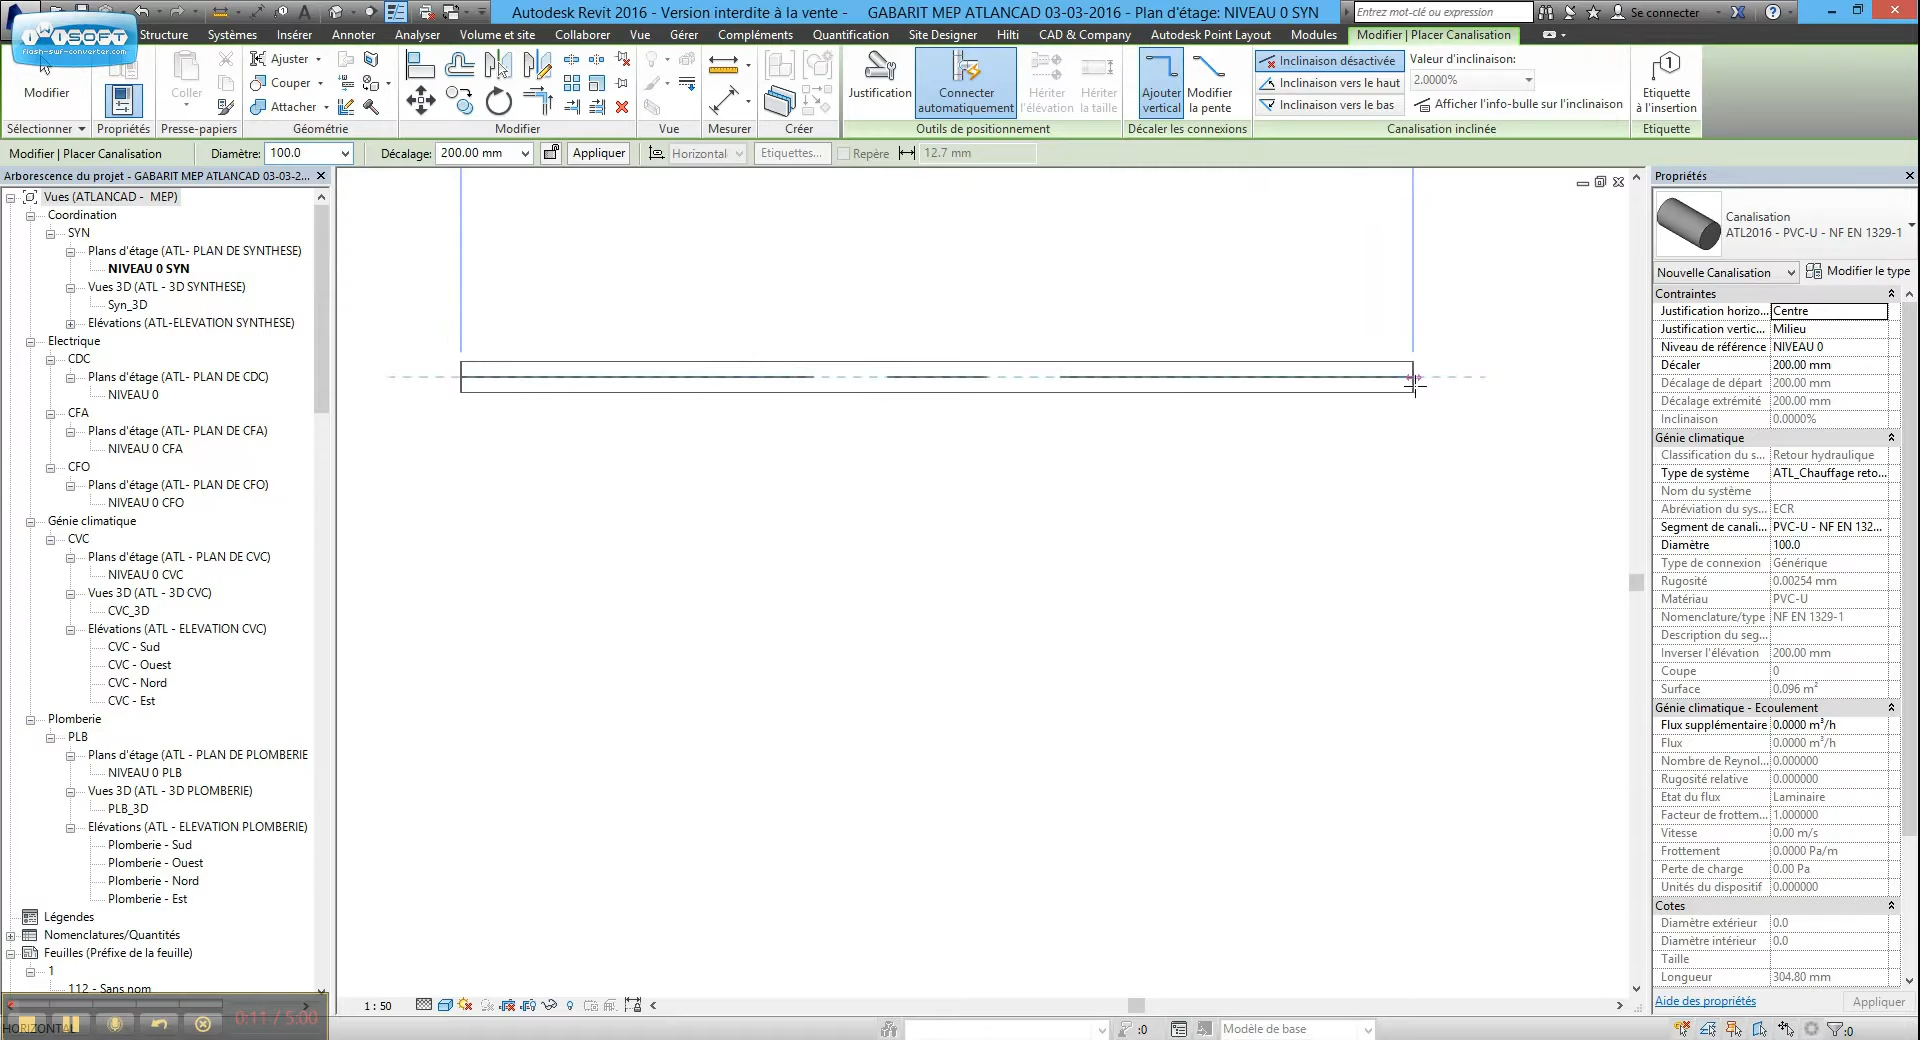 Autodesk Revit 2016 - Version interdite à la vente - GABARIT MEP ATLANCAD 03-03-2016 - Plan d'étage: NIVEAU 0 SYN
Entrez mot-clé ou expression
Se connecter
iWiSOFT
flash-swf-converter.com
Structure Systèmes Insérer Annoter Analyser Volume et site Collaborer Vue Gérer Compléments Quantification Site Designer Hilti CAD & Company Autodesk Point Layout Modules Modifier | Placer Canalisation
Modifier
Sélectionner
Propriétés
Coller
Presse-papiers
Ajuster
Couper
Attacher
Géométrie
Modifier
Vue
Mesurer
Créer
Justification
Connecter
automatiquement
Hériter
l'élévation
Hériter
la taille
Outils de positionnement
Ajouter
vertical
Modifier
la pente
Décaler les connexions
Inclinaison désactivée
Inclinaison vers le haut
Inclinaison vers le bas
Valeur d'inclinaison:
2.0000%
Afficher l'info-bulle sur l'inclinaison
Canalisation inclinée
Etiquette
à l'insertion
Etiquette
Modifier | Placer Canalisation Diamètre: 100.0 Décalage: 200.00 mm Appliquer Horizontal Etiquettes... Repère 12.7 mm
Arborescence du projet - GABARIT MEP ATLANCAD 03-03-2...
Vues (ATLANCAD - MEP)
Coordination
SYN
Plans d'étage (ATL- PLAN DE SYNTHESE)
NIVEAU 0 SYN
Vues 3D (ATL - 3D SYNTHESE)
Syn_3D
Elévations (ATL-ELEVATION SYNTHESE)
Electrique
CDC
Plans d'étage (ATL- PLAN DE CDC)
NIVEAU 0
CFA
Plans d'étage (ATL- PLAN DE CFA)
NIVEAU 0 CFA
CFO
Plans d'étage (ATL- PLAN DE CFO)
NIVEAU 0 CFO
Génie climatique
CVC
Plans d'étage (ATL - PLAN DE CVC)
NIVEAU 0 CVC
Vues 3D (ATL - 3D CVC)
CVC_3D
Elévations (ATL - ELEVATION CVC)
CVC - Sud
CVC - Ouest
CVC - Nord
CVC - Est
Plomberie
PLB
Plans d'étage (ATL - PLAN DE PLOMBERIE
NIVEAU 0 PLB
Vues 3D (ATL - 3D PLOMBERIE)
PLB_3D
Elévations (ATL - ELEVATION PLOMBERIE)
Plomberie - Sud
Plomberie - Ouest
Plomberie - Nord
Plomberie - Est
Légendes
Nomenclatures/Quantités
Feuilles (Préfixe de la feuille)
1
112 - Sans nom
0:11 / 5:00
HORIZONTAL
1 : 50
:0
Modèle de base
:0
Propriétés
Canalisation
ATL2016 - PVC-U - NF EN 1329-1
Nouvelle Canalisation
Modifier le type
Contraintes
Justification horizo... Centre
Justification vertic... Milieu
Niveau de référence NIVEAU 0
Décaler 200.00 mm
Décalage de départ 200.00 mm
Décalage extrémité 200.00 mm
Inclinaison 0.0000%
Génie climatique
Classification du s... Retour hydraulique
Type de système ATL_Chauffage reto...
Nom du système
Abréviation du sys... ECR
Segment de canali... PVC-U - NF EN 132...
Diamètre 100.0
Type de connexion Générique
Rugosité 0.00254 mm
Matériau PVC-U
Nomenclature/type NF EN 1329-1
Description du seg...
Inverser l'élévation 200.00 mm
Coupe 0
Surface 0.096 m²
Génie climatique - Ecoulement
Flux supplémentaire 0.0000 m³/h
Flux 0.0000 m³/h
Nombre de Reynol... 0.000000
Rugosité relative 0.000000
Etat du flux Laminaire
Facteur de frottem... 1.000000
Vitesse 0.00 m/s
Frottement 0.0000 Pa/m
Perte de charge 0.00 Pa
Unités du dispositif 0.000000
Cotes
Diamètre extérieur 0.0
Diamètre intérieur 0.0
Taille
Longueur 304.80 mm
Aide des propriétés
Appliquer